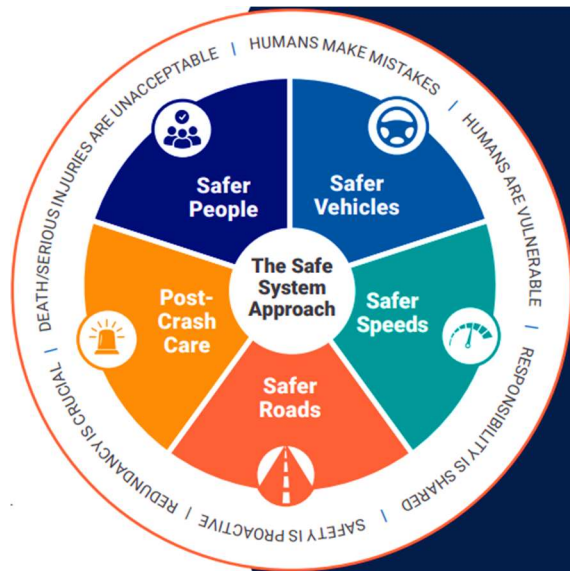 DEATH/SERIOUS INJURIES ARE UNACCEPTABLE | HUMANS MAKE MISTAKES | HUMANS ARE VULNERABLE | RESPONSIBILITY IS SHARED | SAFETY IS PROACTIVE | REDUNDANCY IS CRUCIAL |
Safer
People
Safer
Vehicles
The Safe
System
Approach
Post-
Crash
Care
Safer
Speeds
Safer
Roads